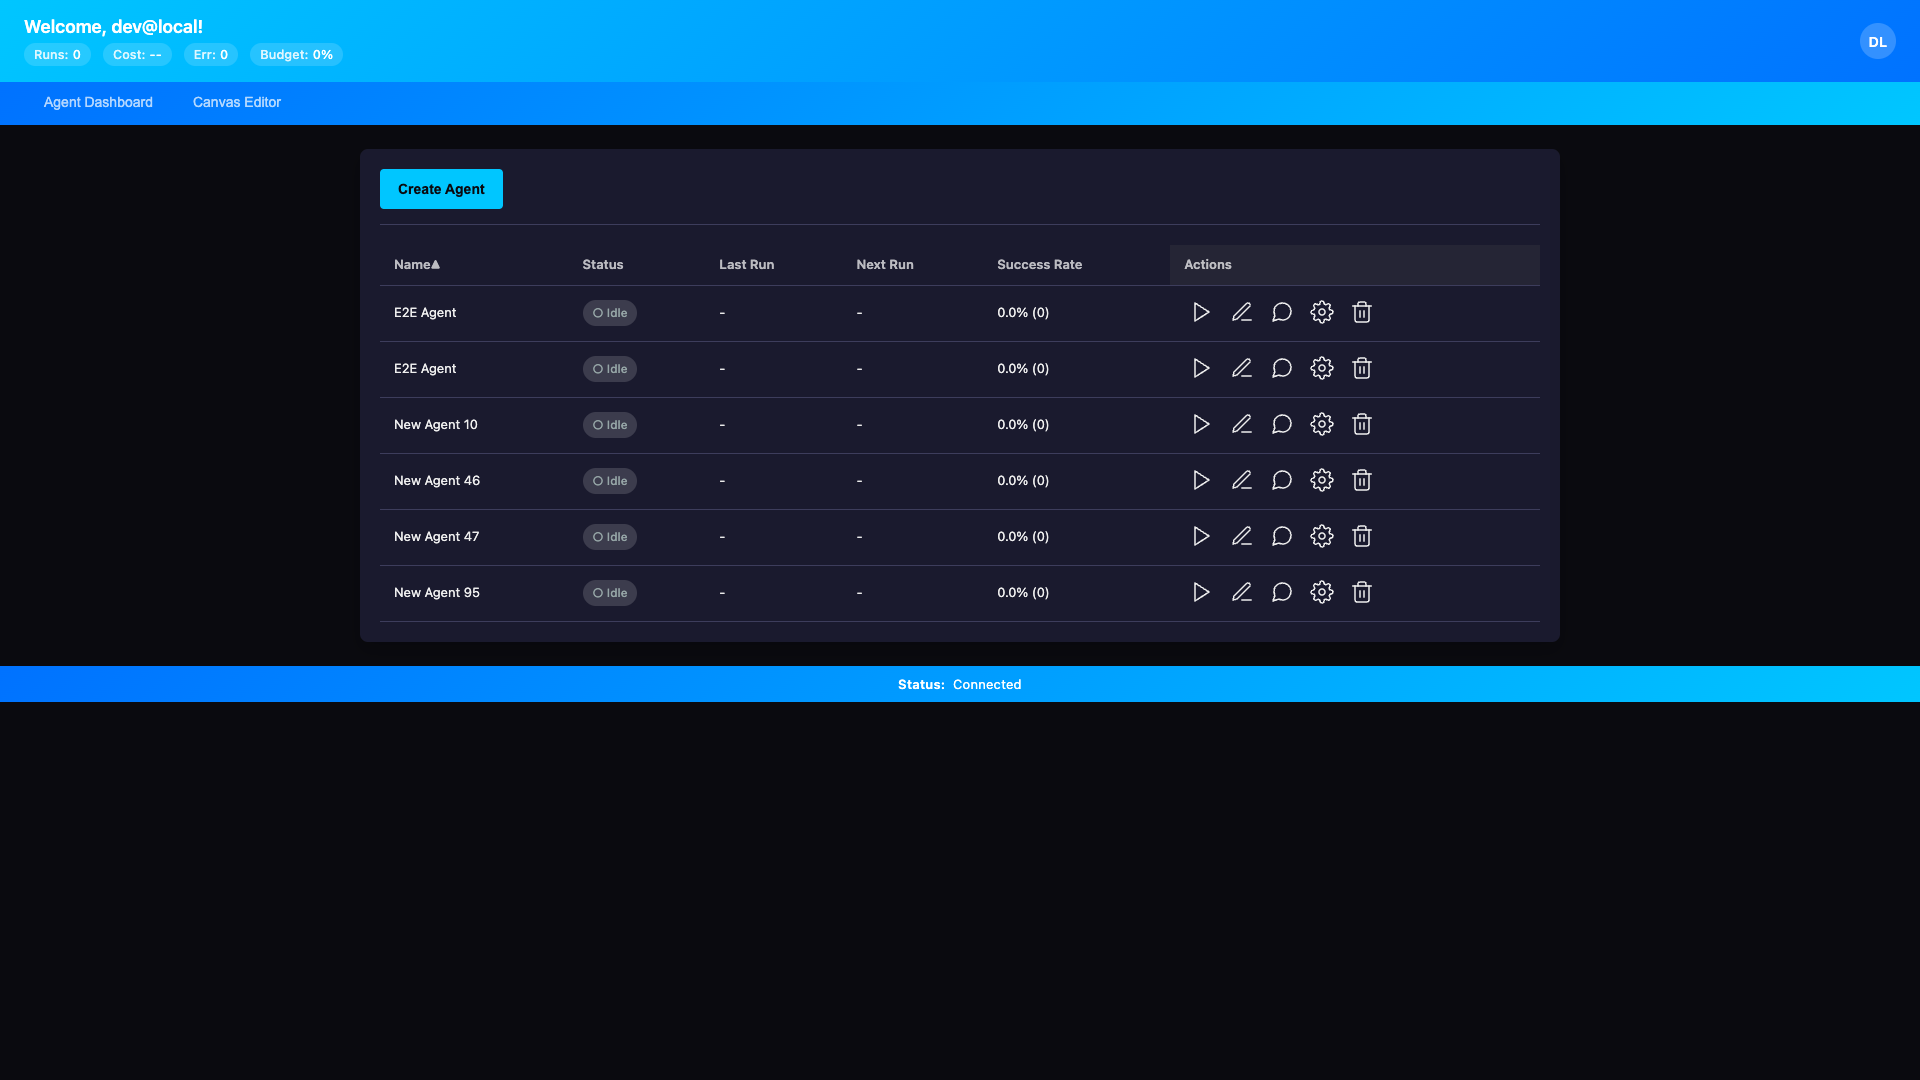 Welcome, dev@local!
Runs: 0 Cost: -- Err: 0 Budget: 0%
DL
Agent Dashboard Canvas Editor
Create Agent
Name▲ Status Last Run Next Run Success Rate Actions
E2E Agent Idle - - 0.0% (0)
E2E Agent Idle - - 0.0% (0)
New Agent 10 Idle - - 0.0% (0)
New Agent 46 Idle - - 0.0% (0)
New Agent 47 Idle - - 0.0% (0)
New Agent 95 Idle - - 0.0% (0)
Status: Connected